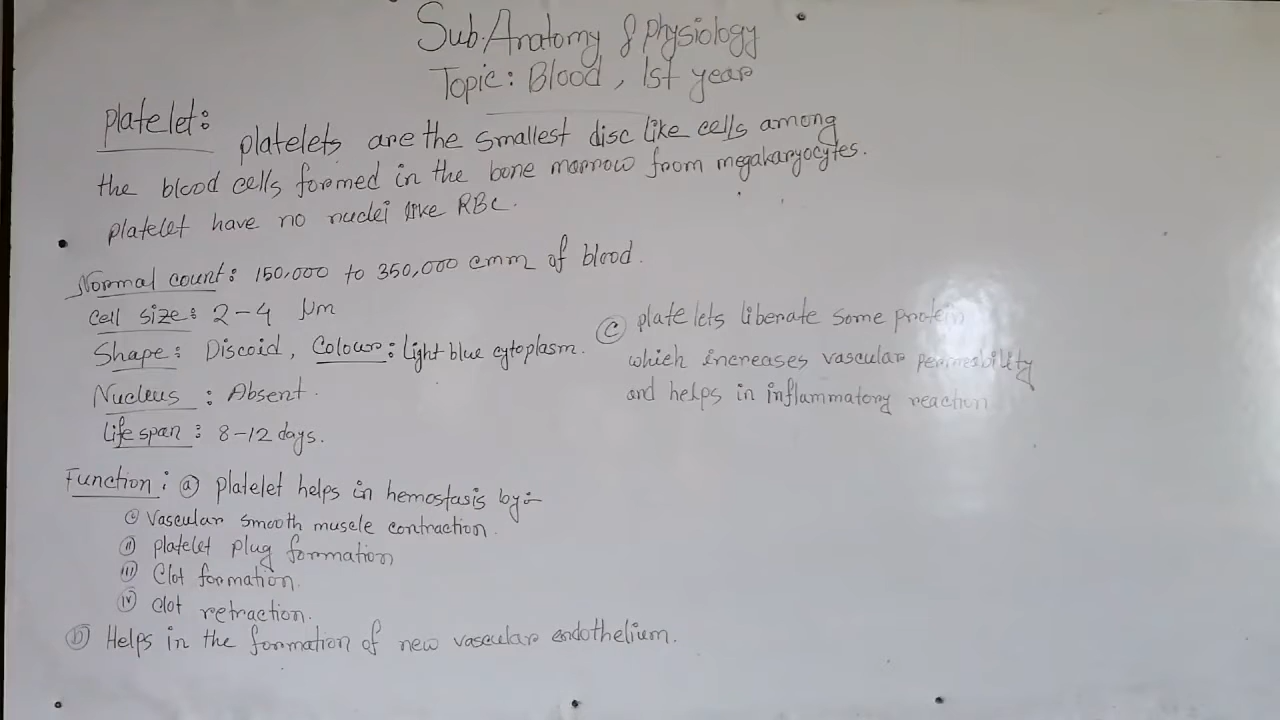 Sub: Anatomy & Physiology
Topic: Blood, 1st year
Platelet:
platelets are the smallest disc like cells among
the blood cells formed in the bone marrow from megakaryocytes.
platelet have no nuclei like RBC.
Normal count: 150,000 to 350,000 cmm of blood.
Cell size: 2-4 μm
Shape: Discoid, Colour: Light blue cytoplasm.
Nucleus : Absent.
Life span: 8-12 days.
Function: (a) Platelet helps in hemostasis by:-
(i) Vascular smooth muscle contraction.
(ii) Platelet plug formation
(iii) Clot formation.
(iv) Clot retraction.
(b) Helps in the formation of new vascular endothelium.
(c) platelets liberate some protein
which increases vascular permeability
and helps in inflammatory reaction